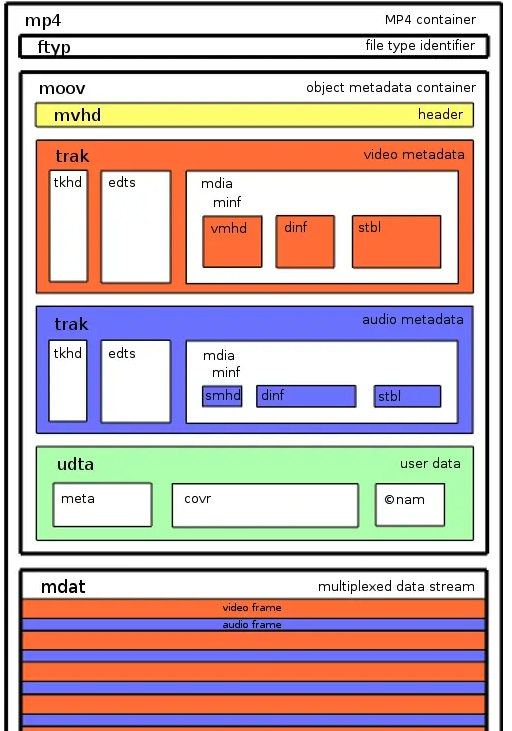 mp4 MP4 container
ftyp file type identifier
moov object metadata container
mvhd header
trak video metadata
tkhd edts mdia
minf
vmhd dinf stbl
trak audio metadata
tkhd edts mdia
minf
smhd dinf stbl
udta user data
meta covr ©nam
mdat multiplexed data stream
video frame
audio frame